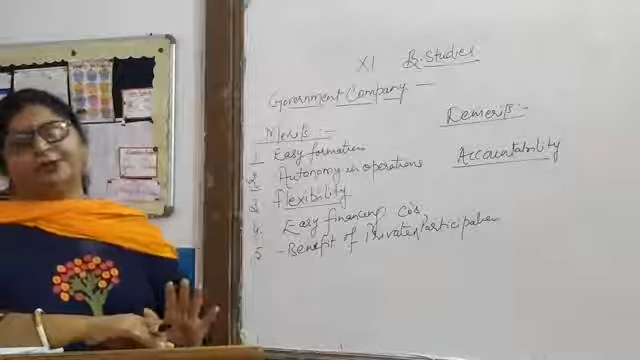 XI B. Studies
Government Company —
Merits :-
1 Easy formation
2 Autonomy in operations
3 flexibility
4. Easy financing co's
5 - Benefit of Private Participation
Demerits :-
Accountability